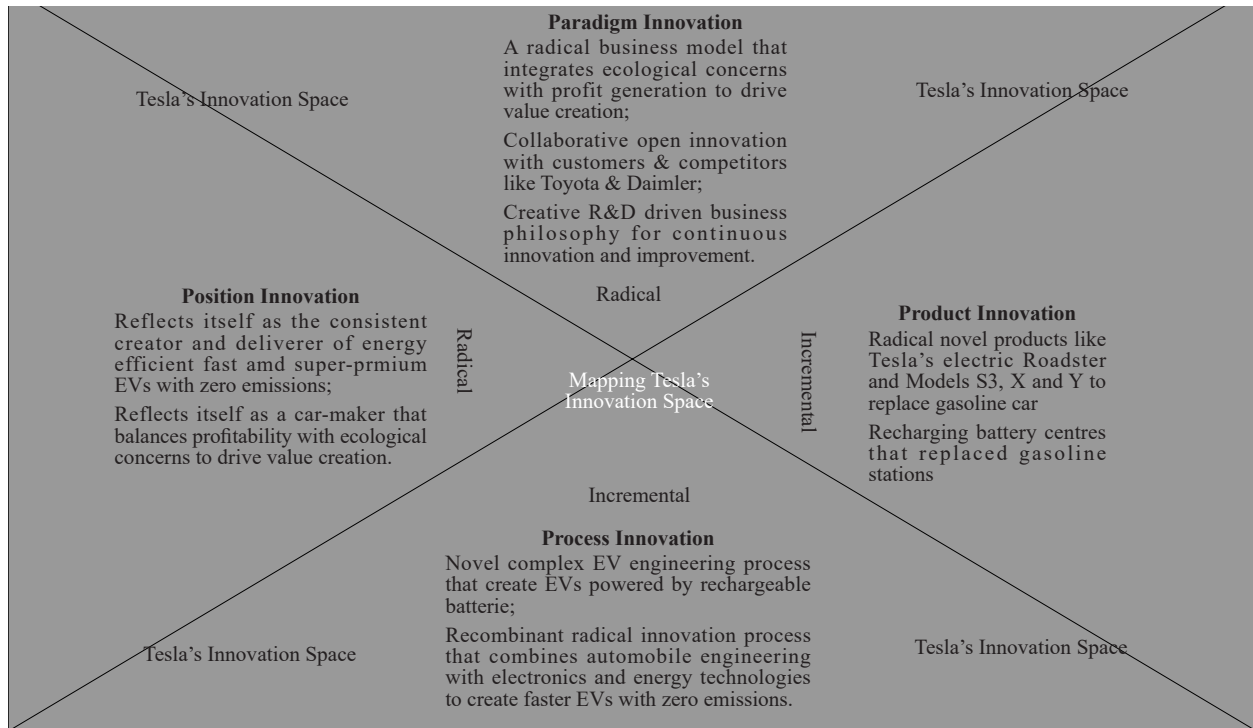 Paradigm Innovation
A radical business model that
integrates ecological concerns
with profit generation to drive
value creation;
Collaborative open innovation
with customers & competitors
like Toyota & Daimler;
Creative R&D driven business
philosophy for continuous
innovation and improvement.
Tesla's Innovation Space
Tesla's Innovation Space
Radical
Position Innovation
Reflects itself as the consistent
creator and deliverer of energy
efficient fast amd super-prmium
EVs with zero emissions;
Reflects itself as a car-maker that
balances profitability with ecological
concerns to drive value creation.
Radical
Mapping Tesla's
Innovation Space
Incremental
Product Innovation
Radical novel products like
Tesla's electric Roadster
and Models S3, X and Y to
replace gasoline car
Recharging battery centres
that replaced gasoline
stations
Incremental
Process Innovation
Novel complex EV engineering process
that create EVs powered by rechargeable
batterie;
Recombinant radical innovation process
that combines automobile engineering
with electronics and energy technologies
to create faster EVs with zero emissions.
Tesla's Innovation Space
Tesla's Innovation Space